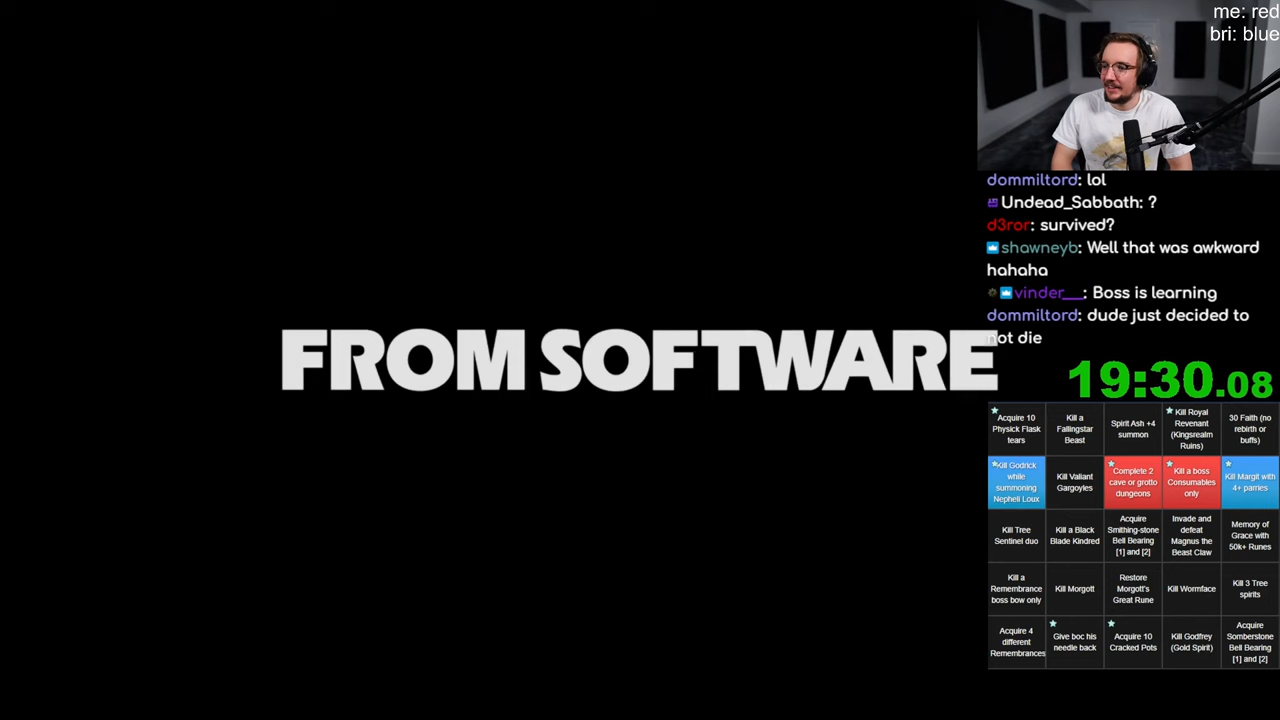 me: red
bri: blue
dommiltord: lol
Undead_Sabbath: ?
d3ror: survived?
shawneyb: Well that was awkward
hahaha
vinder__: Boss is learning
dommiltord: dude just decided to
not die
FROM SOFTWARE
19:30.08
Acquire 10
Physick Flask
tears
Kill a
Fallingstar
Beast
Spirit Ash +4
summon
Kill Royal
Revenant
(Kingsrealm
Ruins)
30 Faith (no
rebirth or
buffs)
Kill Godrick
while
summoning
Nepheli Loux
Kill Valiant
Gargoyles
Complete 2
cave or grotto
dungeons
Kill a boss
Consumables
only
Kill Margit with
4+ parries
Kill Tree
Sentinel duo
Kill a Black
Blade Kindred
Acquire
Smithing-stone
Bell Bearing
[1] and [2]
Invade and
defeat
Magnus the
Beast Claw
Memory of
Grace with
50k+ Runes
Kill a
Remembrance
boss bow only
Kill Morgott
Restore
Morgott's
Great Rune
Kill Wormface
Kill 3 Tree
spirits
Acquire 4
different
Remembrances
Give boc his
needle back
Acquire 10
Cracked Pots
Kill Godfrey
(Gold Spirit)
Acquire
Somberstone
Bell Bearing
[1] and [2]